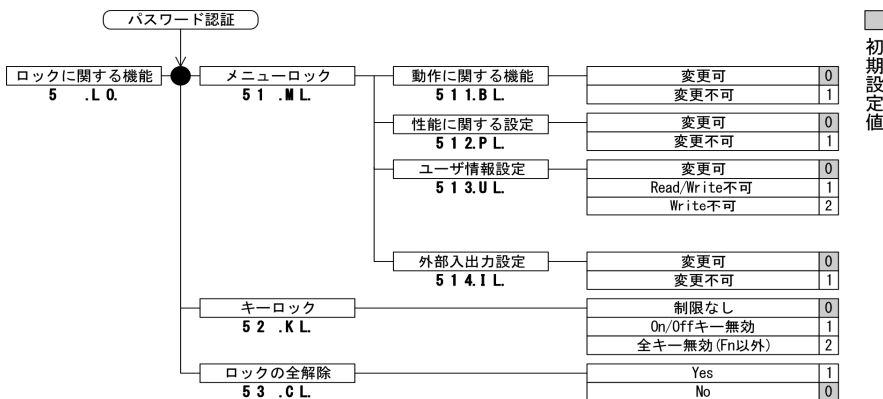 パスワード認証
初期設定値
ロックに関する機能
5 .LO.
メニューロック
51 .ML.
動作に関する機能
511.BL.
変更可 0
変更不可 1
性能に関する設定
512.PL.
変更可 0
変更不可 1
ユーザ情報設定
513.UL.
変更可 0
Read/Write不可 1
Write不可 2
外部入出力設定
514.IL.
変更可 0
変更不可 1
キーロック
52 .KL.
制限なし 0
On/Offキー無効 1
全キー無効(Fn以外) 2
ロックの全解除
53 .CL.
Yes 1
No 0